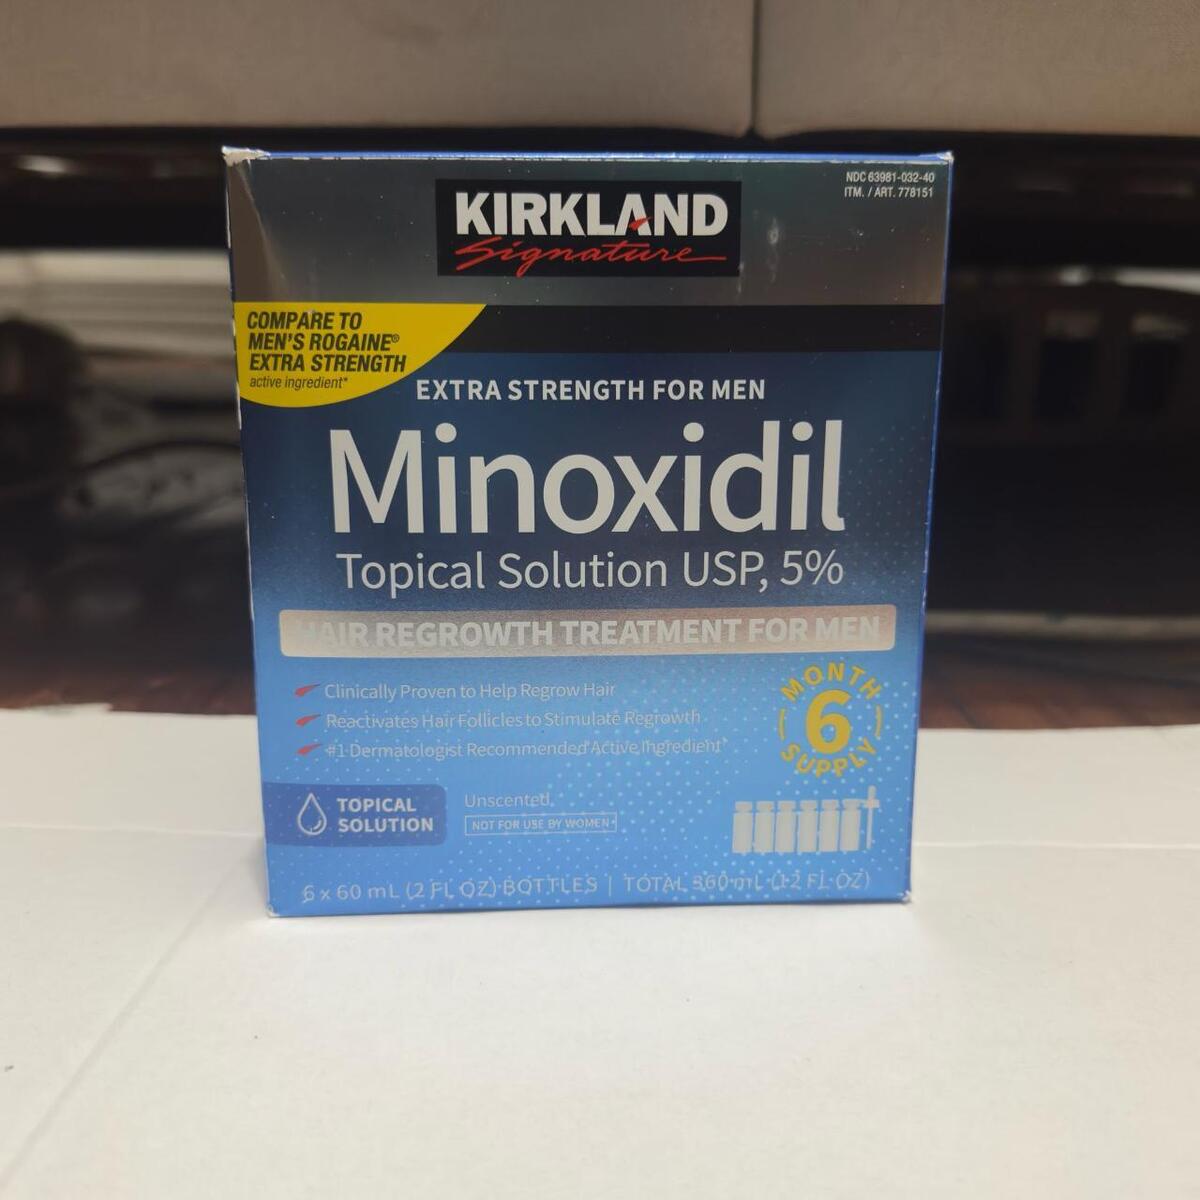 NDC 63981-032-40
ITM. / ART. 778151
KIRKLAND
Signature
COMPARE TO
MEN'S ROGAINE®
EXTRA STRENGTH
active ingredient*
EXTRA STRENGTH FOR MEN
Minoxidil
Topical Solution USP, 5%
HAIR REGROWTH TREATMENT FOR MEN
Clinically Proven to Help Regrow Hair
Reactivates Hair Follicles to Stimulate Regrowth
#1 Dermatologist Recommended Active Ingredient
MONTH
6
SUPPLY
TOPICAL
SOLUTION
Unscented
NOT FOR USE BY WOMEN
6 x 60 mL (2 FL OZ) BOTTLES | TOTAL 360 mL (12 FL OZ)